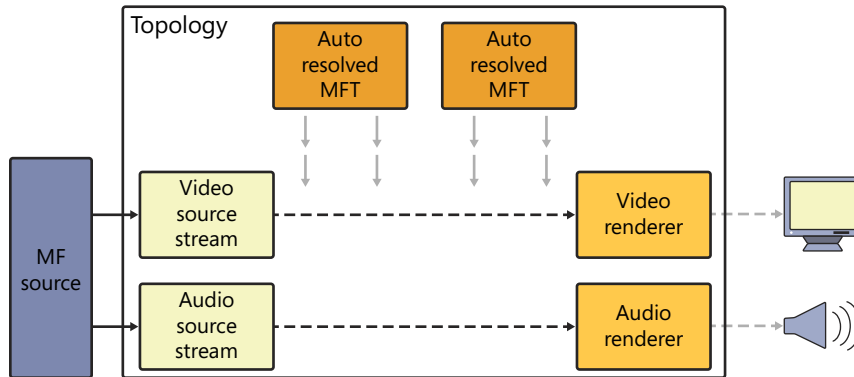 Topology
Auto
resolved
MFT
Auto
resolved
MFT
MF
source
Video
source
stream
Video
renderer
Audio
source
stream
Audio
renderer